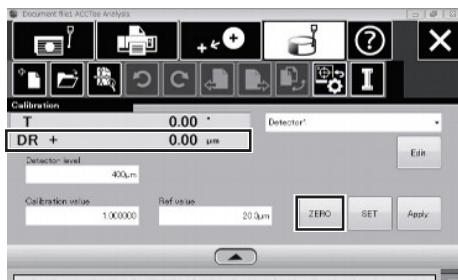 Document file1 ACCTee Analysis
Calibration
T 0.00 °
Detector1
DR + 0.00 μm
Edit
Detector level
400μm
Calibration value
Ref value
1.000000
20.0μm
ZERO
SET
Apply